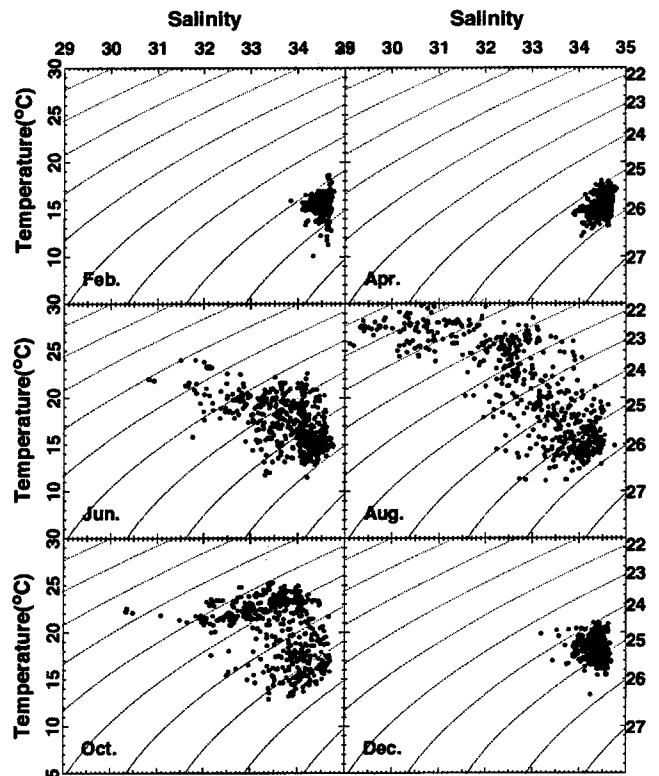 Salinity Salinity
29 30 31 32 33 34 30 31 32 33 34 35
Temperature(°C)
30 25 20 15 10
22
23
24
25
26
27
Feb.
Apr.
Temperature(°C)
30 25 20 15 10
22
23
24
25
26
27
Jun.
Aug.
Temperature(°C)
30 25 20 15 10 5
22
23
24
25
26
27
Oct.
Dec.